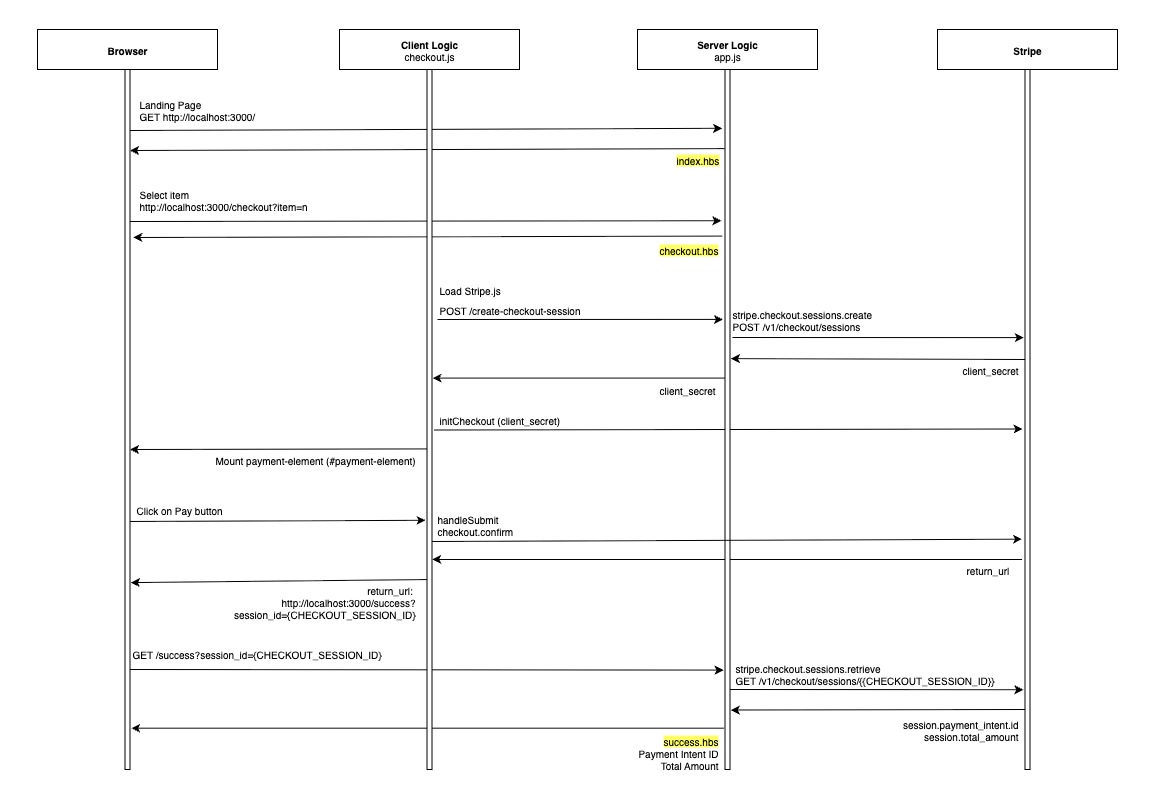 Browser
Client Logic
checkout.js
Server Logic
app.js
Stripe
Landing Page
GET http://localhost:3000/
index.hbs
Select item
http://localhost:3000/checkout?item=n
checkout.hbs
Load Stripe.js
POST /create-checkout-session
stripe.checkout.sessions.create
POST /v1/checkout/sessions
client_secret
client_secret
initCheckout (client_secret)
Mount payment-element (#payment-element)
Click on Pay button
handleSubmit
checkout.confirm
return_url
return_url:
http://localhost:3000/success?
session_id={CHECKOUT_SESSION_ID}
GET /success?session_id={CHECKOUT_SESSION_ID}
stripe.checkout.sessions.retrieve
GET /v1/checkout/sessions/{{CHECKOUT_SESSION_ID}}
session.payment_intent.id
session.total_amount
success.hbs
Payment Intent ID
Total Amount